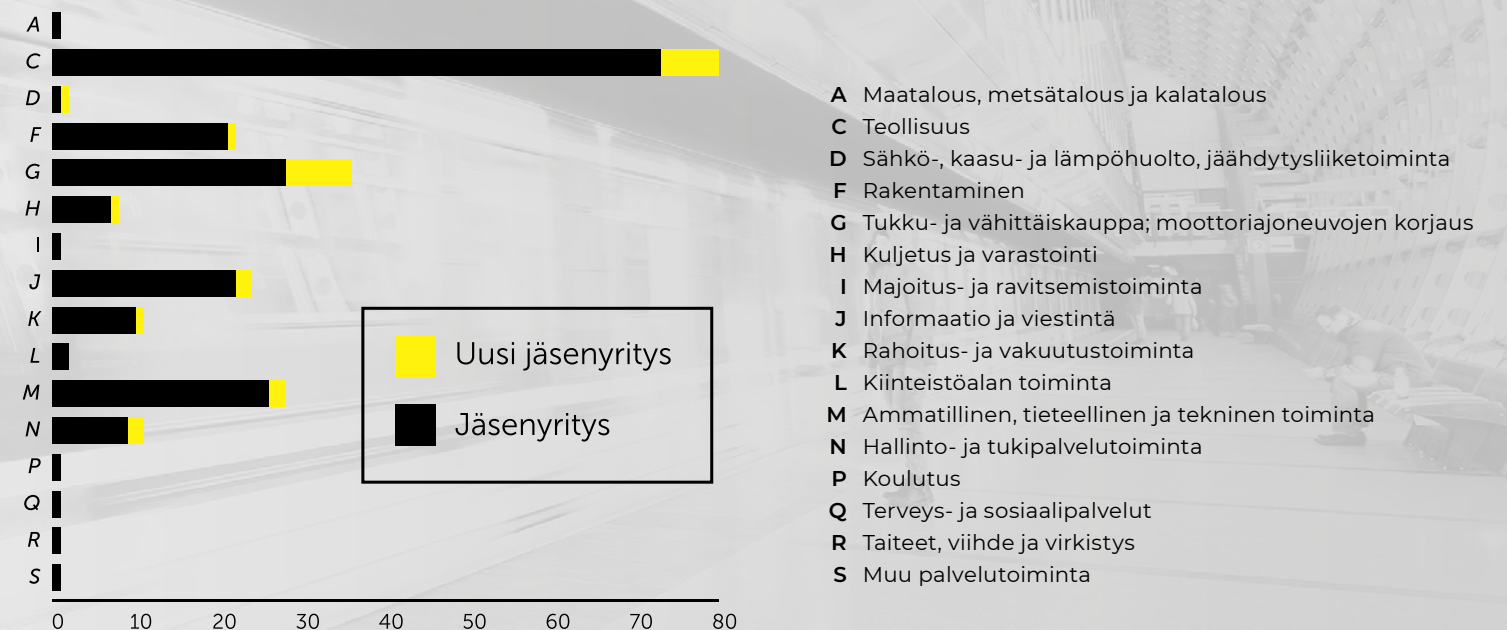 A
C
D
F
G
H
I
J
K
L
M
N
P
Q
R
S
0 10 20 30 40 50 60 70 80
Uusi jäsenyritys
Jäsenyritys
A Maatalous, metsätalous ja kalatalous
C Teollisuus
D Sähkö-, kaasu- ja lämpöhuolto, jäähdytysliiketoiminta
F Rakentaminen
G Tukku- ja vähittäiskauppa; moottoriajoneuvojen korjaus
H Kuljetus ja varastointi
I Majoitus- ja ravitsemistoiminta
J Informaatio ja viestintä
K Rahoitus- ja vakuutustoiminta
L Kiinteistöalan toiminta
M Ammatillinen, tieteellinen ja tekninen toiminta
N Hallinto- ja tukipalvelutoiminta
P Koulutus
Q Terveys- ja sosiaalipalvelut
R Taiteet, viihde ja virkistys
S Muu palvelutoiminta